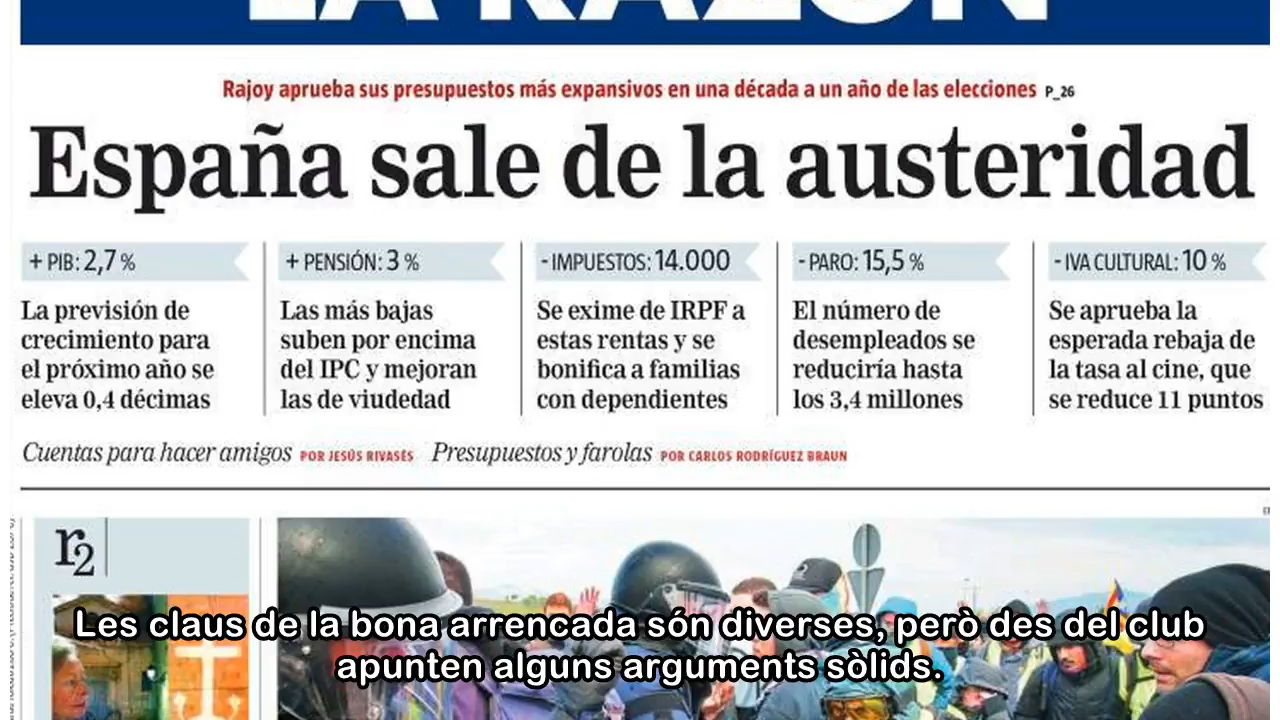 LA RAZÓN
Rajoy aprueba sus presupuestos más expansivos en una década a un año de las elecciones P_26
España sale de la austeridad
+ PIB: 2,7 %
La previsión de
crecimiento para
el próximo año se
eleva 0,4 décimas
+ PENSIÓN: 3 %
Las más bajas
suben por encima
del IPC y mejoran
las de viudedad
- IMPUESTOS: 14.000
Se exime de IRPF a
estas rentas y se
bonifica a familias
con dependientes
- PARO: 15,5 %
El número de
desempleados se
reduciría hasta
los 3,4 millones
- IVA CULTURAL: 10 %
Se aprueba la
esperada rebaja de
la tasa al cine, que
se reduce 11 puntos
Cuentas para hacer amigos POR JESÚS RIVASÉS Presupuestos y farolas POR CARLOS RODRÍGUEZ BRAUN
r2
Les claus de la bona arrencada són diverses, però des del club
apunten alguns arguments sòlids.